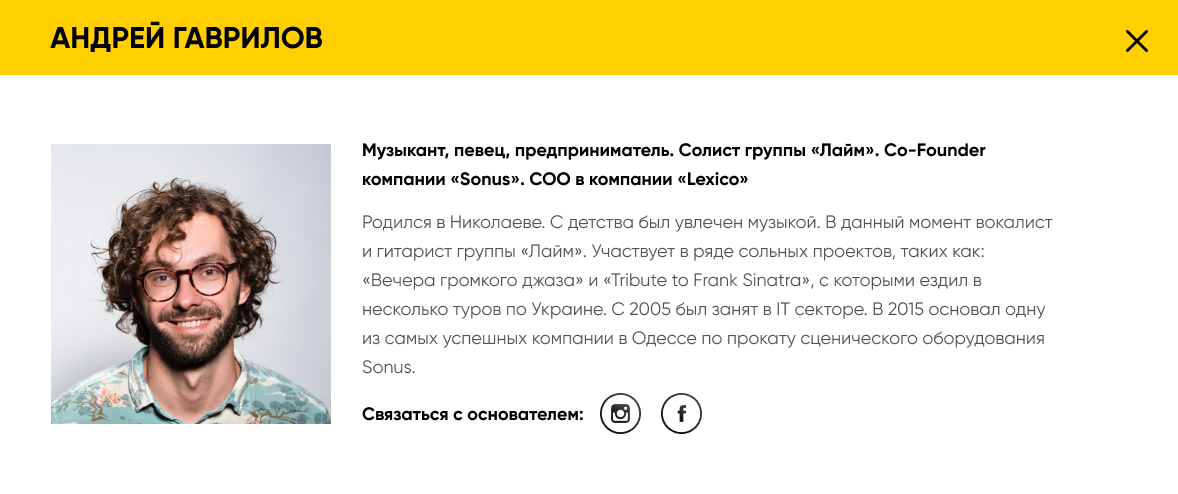 АНДРЕЙ ГАВРИЛОВ
Музыкант, певец, предприниматель. Солист группы «Лайм». Co-Founder
компании «Sonus». COO в компании «Lexico»
Родился в Николаеве. С детства был увлечен музыкой. В данный момент вокалист
и гитарист группы «Лайм». Участвует в ряде сольных проектов, таких как:
«Вечера громкого джаза» и «Tribute to Frank Sinatra», с которыми ездил в
несколько туров по Украине. С 2005 был занят в IT секторе. В 2015 основал одну
из самых успешных компании в Одессе по прокату сценического оборудования
Sonus.
Связаться с основателем: